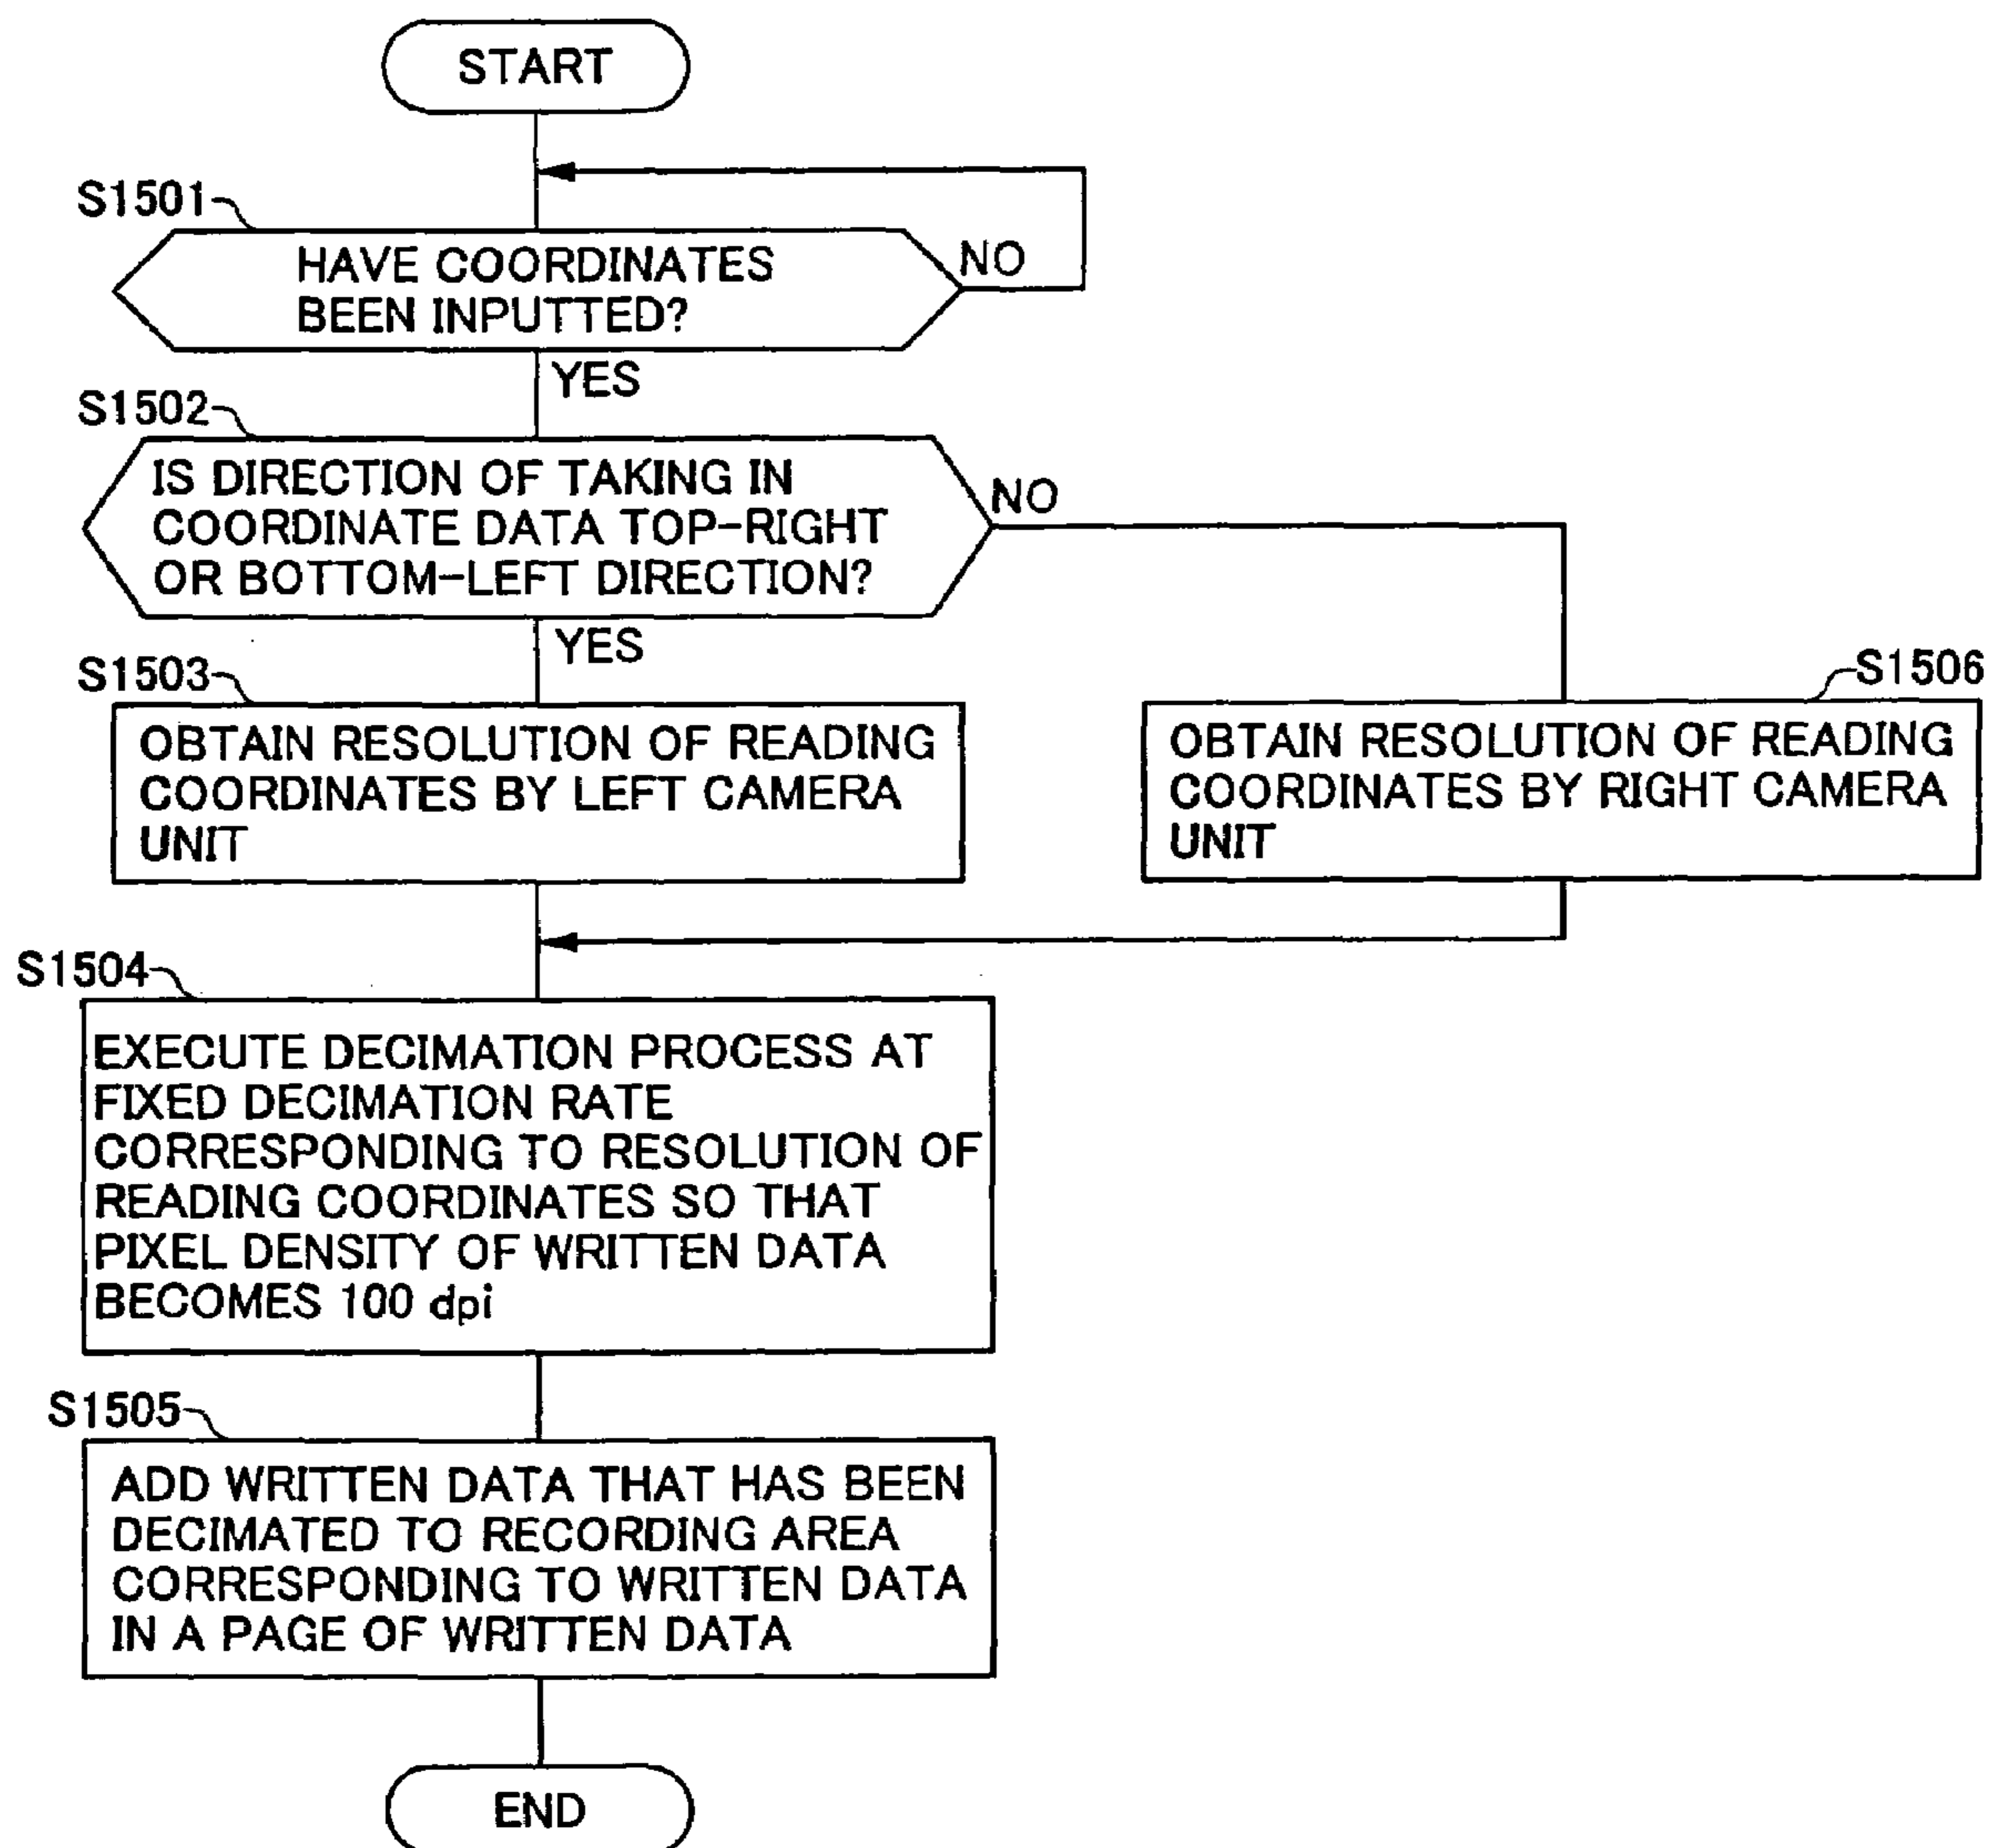 START
S1501
HAVE COORDINATES
BEEN INPUTTED?
NO
YES
S1502
IS DIRECTION OF TAKING IN
COORDINATE DATA TOP-RIGHT
OR BOTTOM-LEFT DIRECTION?
NO
YES
S1503
OBTAIN RESOLUTION OF READING
COORDINATES BY LEFT CAMERA
UNIT
S1506
OBTAIN RESOLUTION OF READING
COORDINATES BY RIGHT CAMERA
UNIT
S1504
EXECUTE DECIMATION PROCESS AT
FIXED DECIMATION RATE
CORRESPONDING TO RESOLUTION OF
READING COORDINATES SO THAT
PIXEL DENSITY OF WRITTEN DATA
BECOMES 100 dpi
S1505
ADD WRITTEN DATA THAT HAS BEEN
DECIMATED TO RECORDING AREA
CORRESPONDING TO WRITTEN DATA
IN A PAGE OF WRITTEN DATA
END